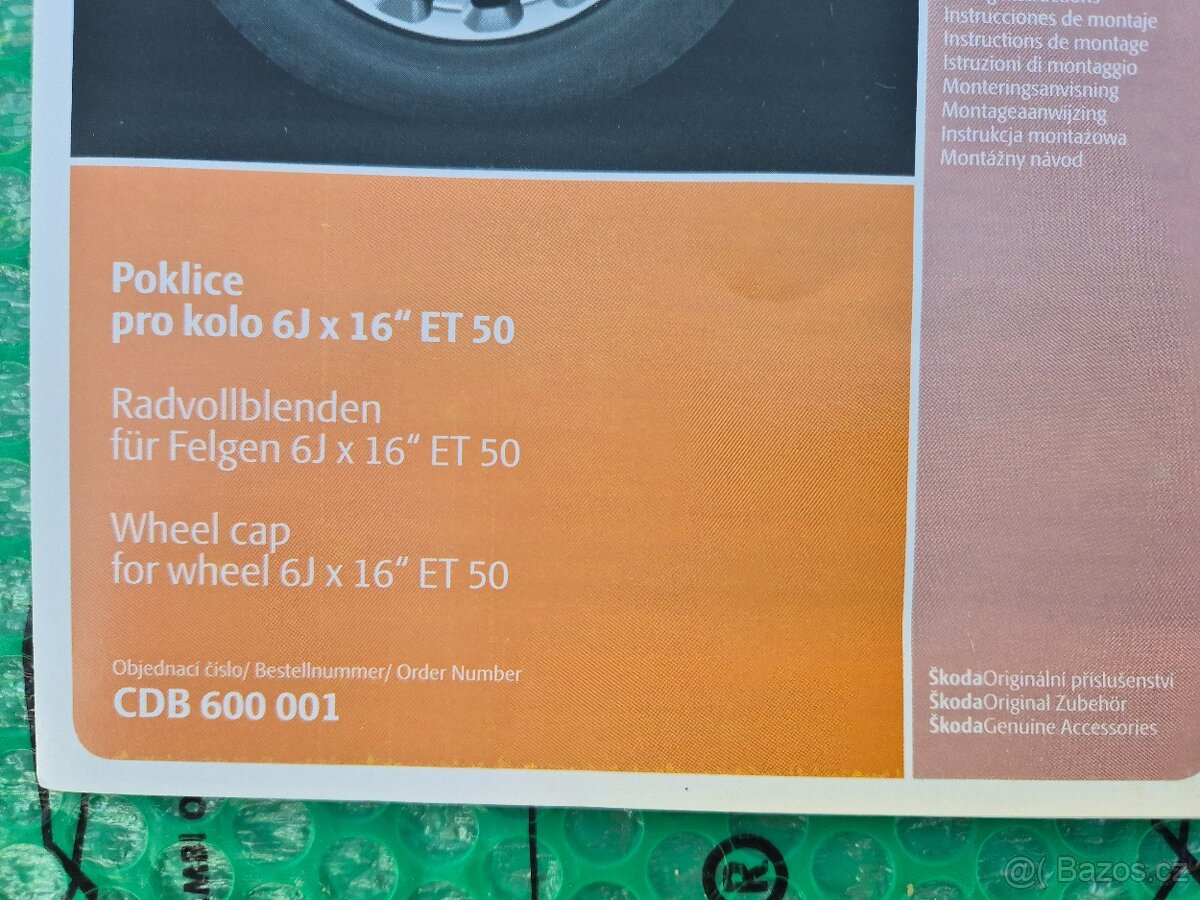 Instrucciones de montaje
Instructions de montage
Istruzioni di montaggio
Monteringsanvisning
Montageaanwijzing
Instrukcja montażowa
Montážny návod
Poklice
pro kolo 6J x 16“ ET 50
Radvollblenden
für Felgen 6J x 16“ ET 50
Wheel cap
for wheel 6J x 16“ ET 50
Objednací číslo/ Bestellnummer/ Order Number
CDB 600 001
ŠkodaOriginální příslušenství
ŠkodaOriginal Zubehör
ŠkodaGenuine Accessories
R
@( Bazos.cz